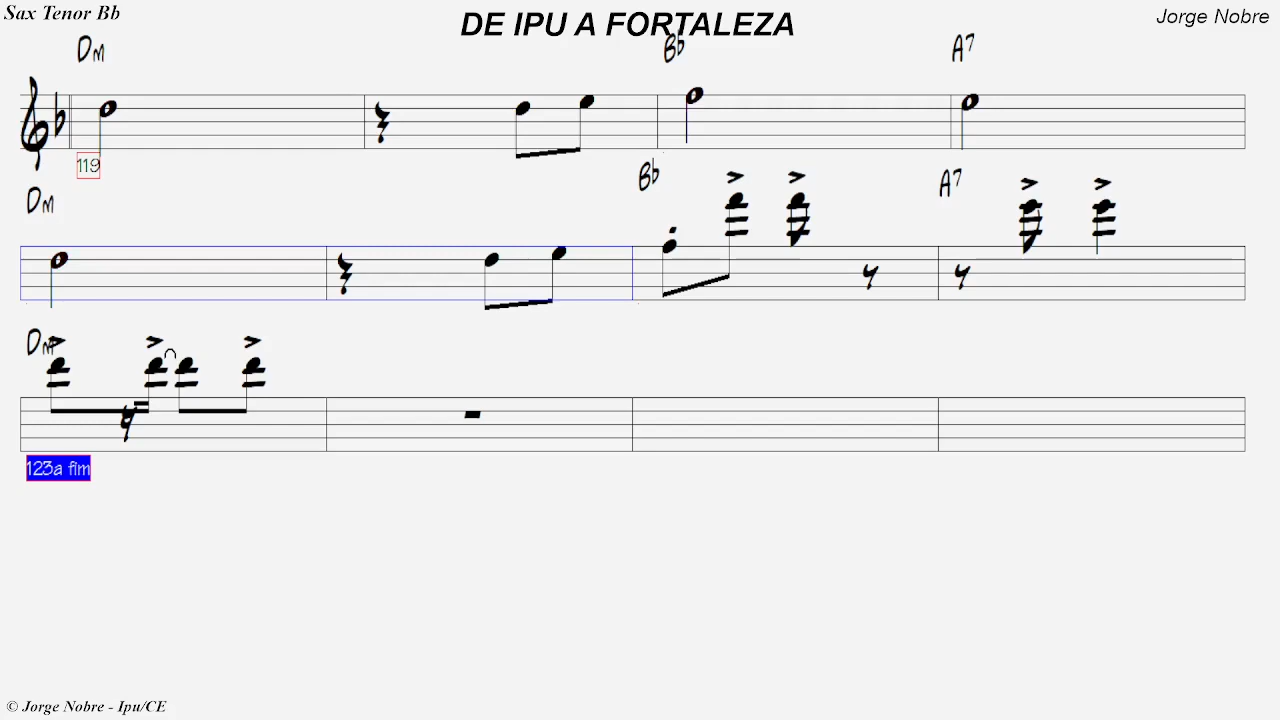 Sax Tenor Bb
DE IPU A FORTALEZA
Jorge Nobre
Dm
Bb
A7
119
Dm
Bb
A7
Dm
123a fim
© Jorge Nobre - Ipu/CE